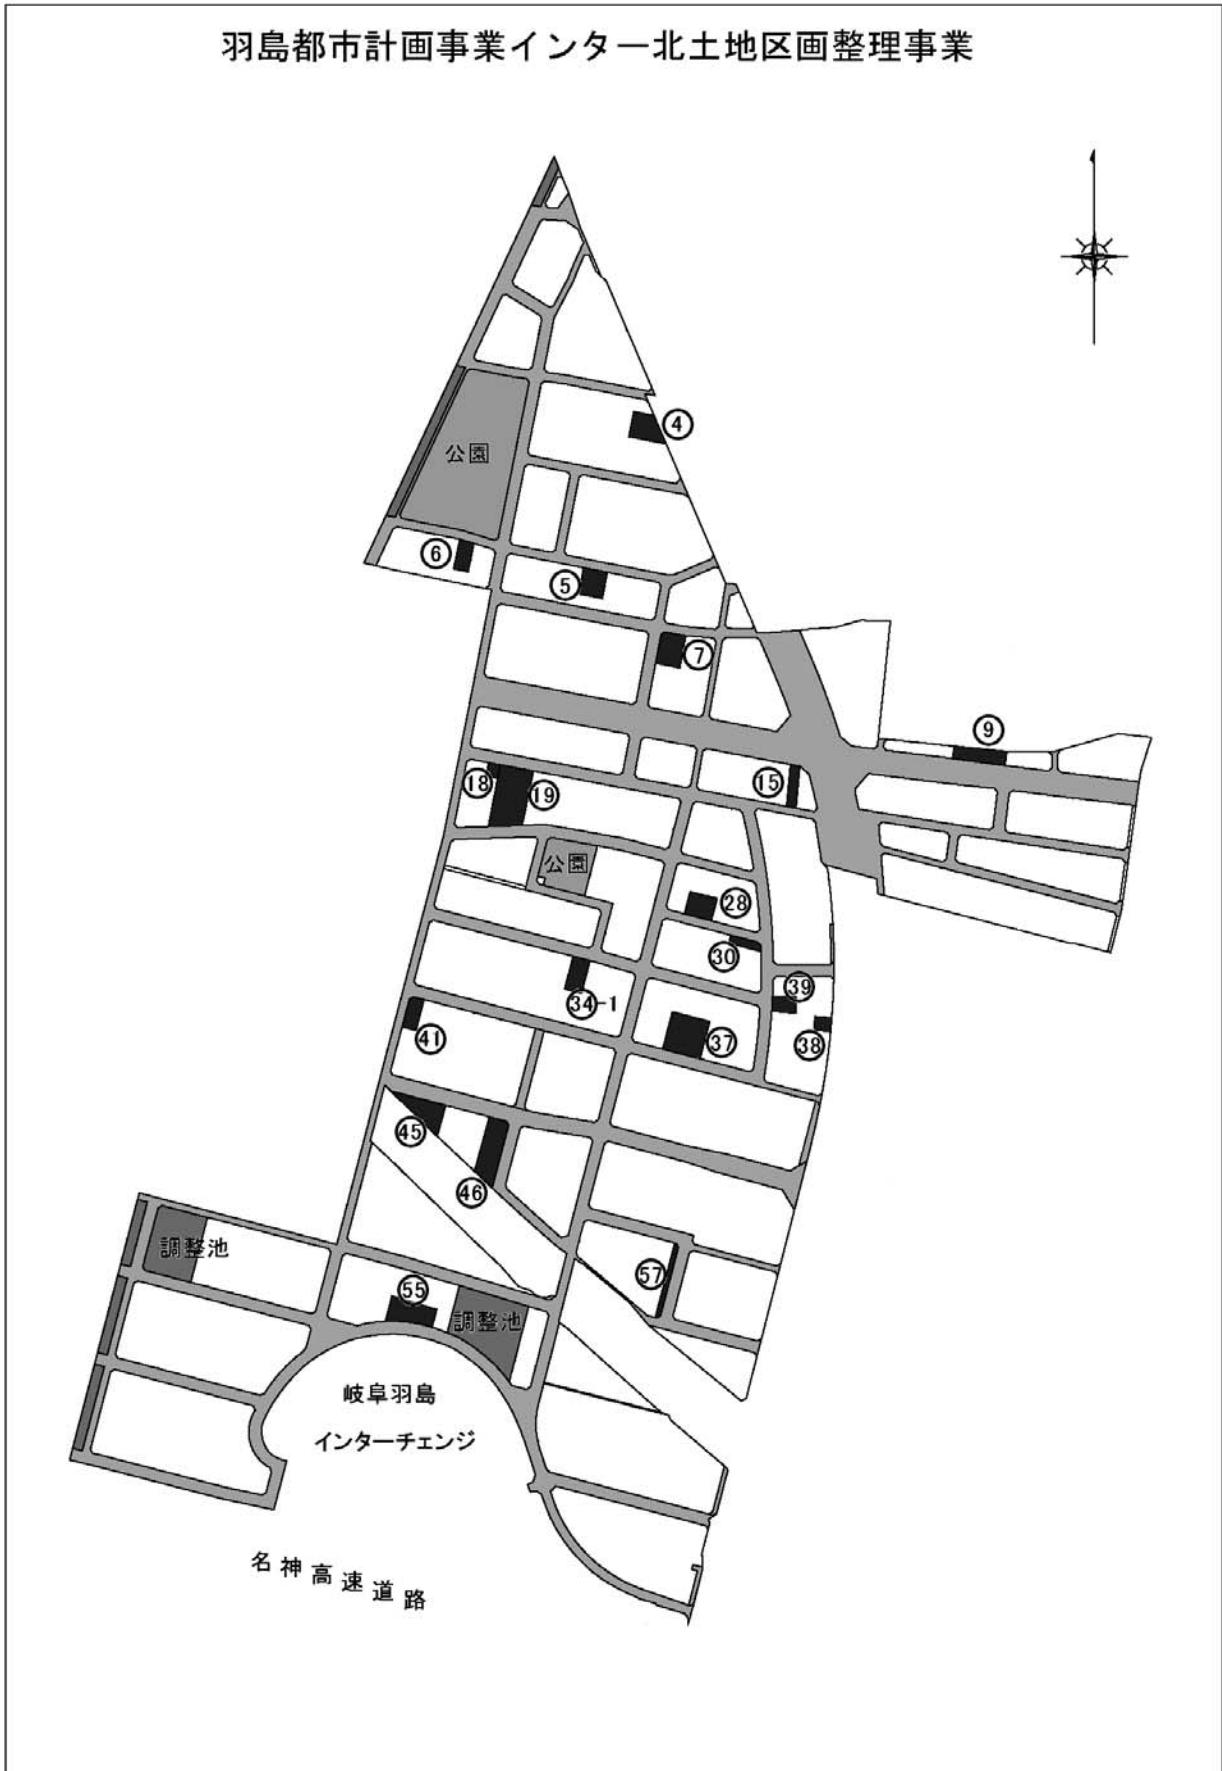 羽島都市計画事業インター北土地区画整理事業
④
公園
⑥
⑤
⑦
⑨
⑱
⑲
⑮
公園
㉘
㉚
㊴
㉞-1
㊳
㊶
㊲
㊺
㊻
調整池
57
55
調整池
岐阜羽島
インターチェンジ
名神高速道路